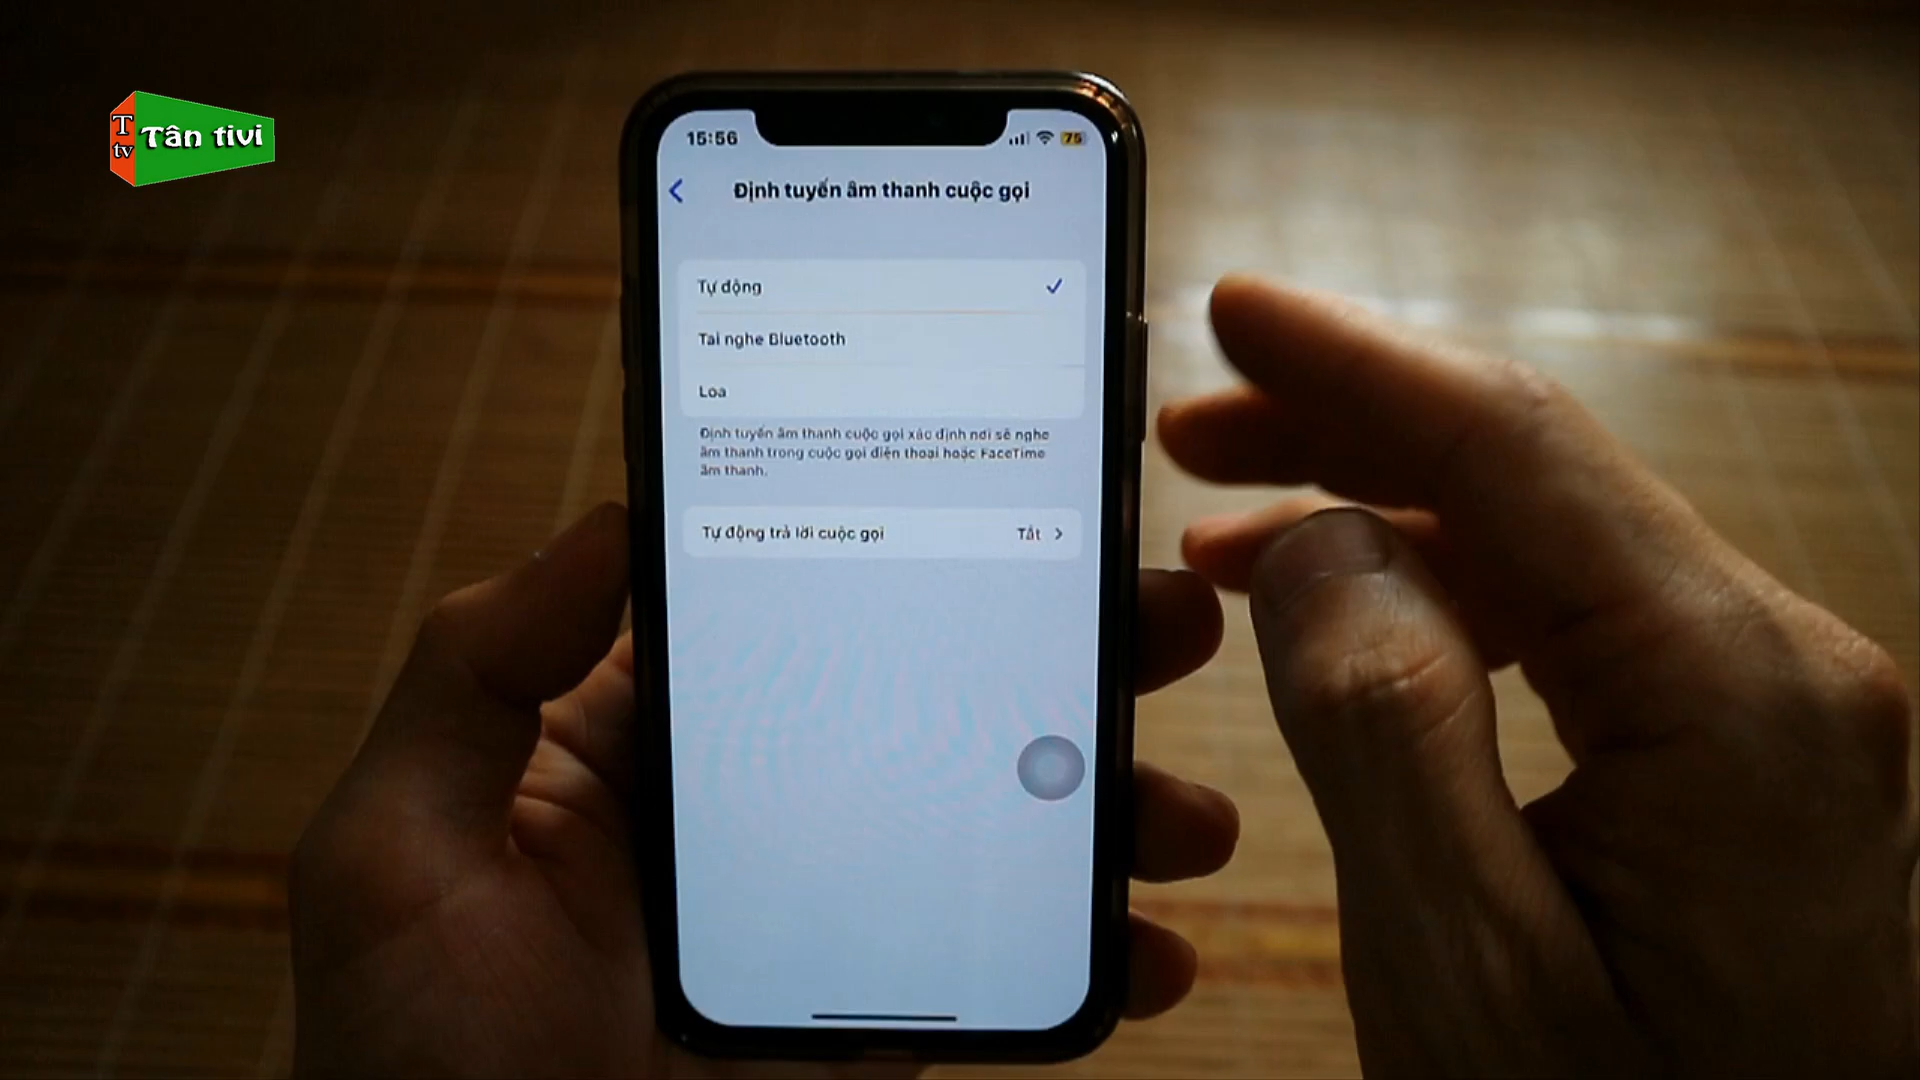 T
tv
Tân tivi
15:56
75
Định tuyến âm thanh cuộc gọi
Tự động
Tai nghe Bluetooth
Loa
Định tuyến âm thanh cuộc gọi xác định nơi sẽ nghe
âm thanh trong cuộc gọi điện thoại hoặc FaceTime
âm thanh.
Tự động trả lời cuộc gọi
Tắt